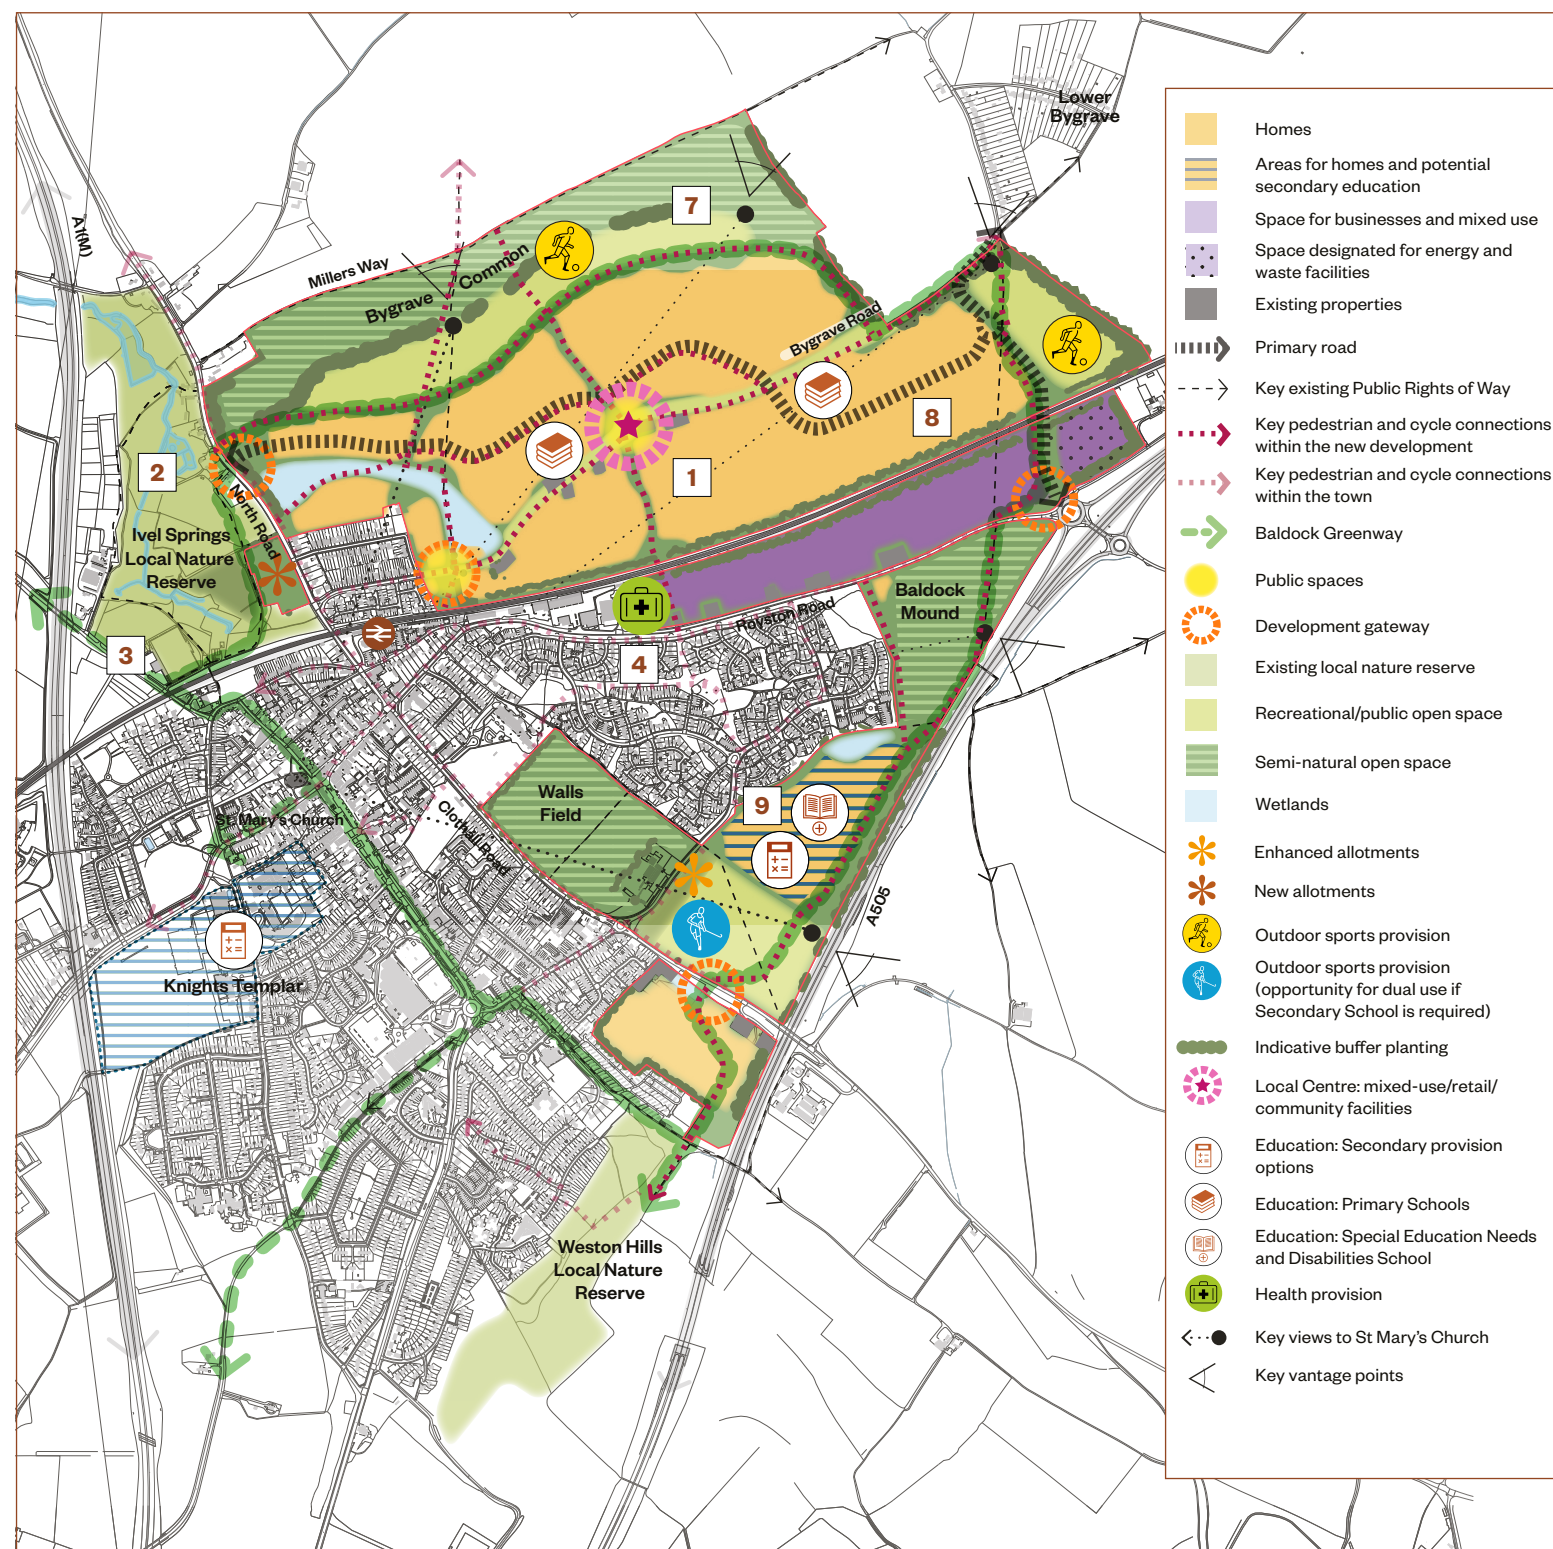 Lower
Bygrave
A1(M)
Millers Way
Bygrave Common
7
Bygrave Road
8
2
1
North Road
Ivel Springs
Local Nature
Reserve
Baldock
Mound
Royston Road
3
4
Walls
Field
9
Clothall Road
St. Mary's Church
A505
Knights Templar
Weston Hills
Local Nature
Reserve
Homes
Areas for homes and potential
secondary education
Space for businesses and mixed use
Space designated for energy and
waste facilities
Existing properties
Primary road
Key existing Public Rights of Way
Key pedestrian and cycle connections
within the new development
Key pedestrian and cycle connections
within the town
Baldock Greenway
Public spaces
Development gateway
Existing local nature reserve
Recreational/public open space
Semi-natural open space
Wetlands
Enhanced allotments
New allotments
Outdoor sports provision
Outdoor sports provision
(opportunity for dual use if
Secondary School is required)
Indicative buffer planting
Local Centre: mixed-use/retail/
community facilities
Education: Secondary provision
options
Education: Primary Schools
Education: Special Education Needs
and Disabilities School
Health provision
Key views to St Mary's Church
Key vantage points